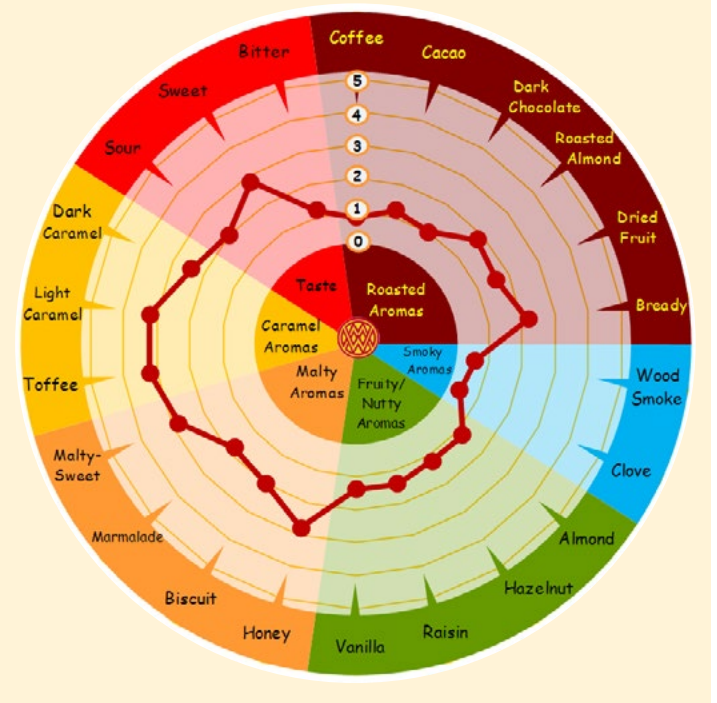 Coffee
Cacao
Dark
Chocolate
Roasted
Almond
Dried
Fruit
Bready
Wood
Smoke
Clove
Almond
Hazelnut
Raisin
Vanilla
Honey
Biscuit
Marmalade
Malty-
Sweet
Toffee
Light
Caramel
Dark
Caramel
Sour
Sweet
Bitter
5
4
3
2
1
0
Taste
Roasted
Aromas
Smoky
Aromas
Fruity/
Nutty
Aromas
Malty
Aromas
Caramel
Aromas